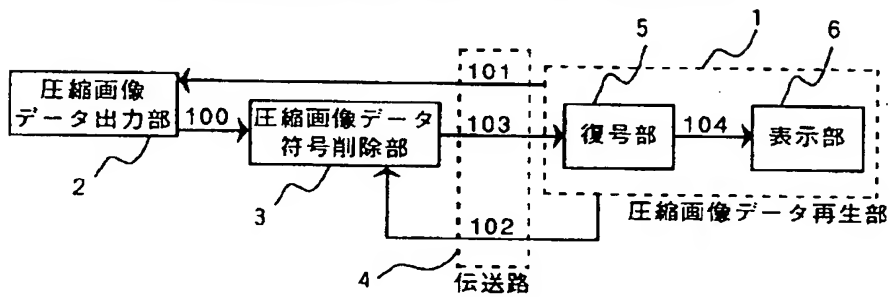 5
1
6
101
圧縮画像
データ出力部
100
圧縮画像データ
符号削除部
103
復号部
104
表示部
2
3
102
圧縮画像データ再生部
4
伝送路